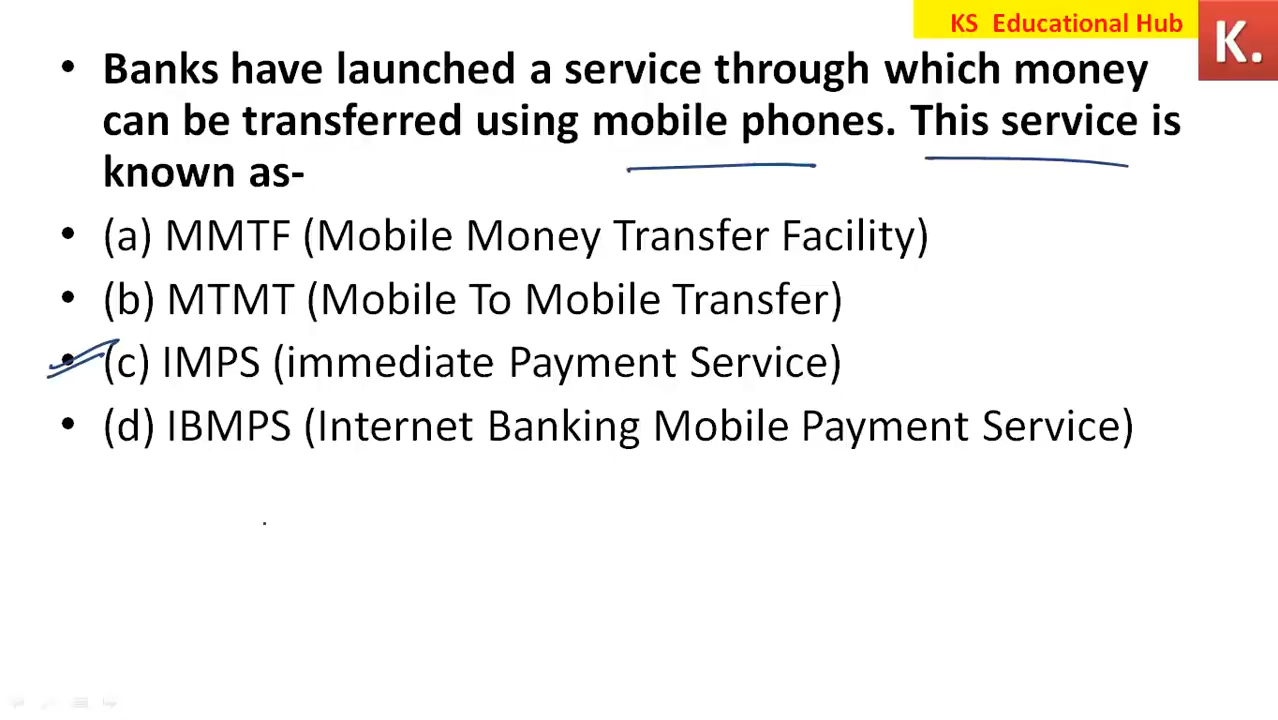 KS Educational Hub
K.
• Banks have launched a service through which money
can be transferred using mobile phones. This service is
known as-
• (a) MMTF (Mobile Money Transfer Facility)
• (b) MTMT (Mobile To Mobile Transfer)
• (c) IMPS (immediate Payment Service)
• (d) IBMPS (Internet Banking Mobile Payment Service)